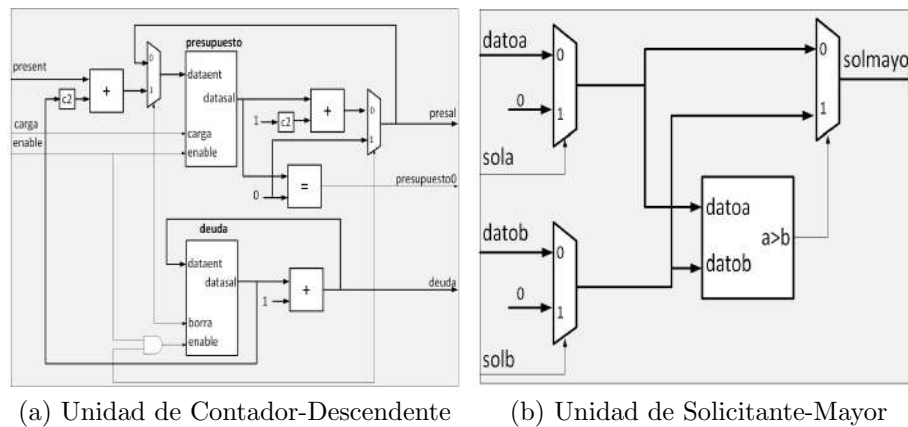 presupuesto
present
dataent
0
datasal
c2
+
1
+
0
presal
1
c2
1
carga
carga
enable
enable
0
=
presupuesto0
deuda
dataent
datasal
+
deuda
1
borra
enable
datoa
0
0
solmayo
0
1
1
sola
datoa
a>b
datob
datob
0
0
1
solb
(a) Unidad de Contador-Descendente
(b) Unidad de Solicitante-Mayor